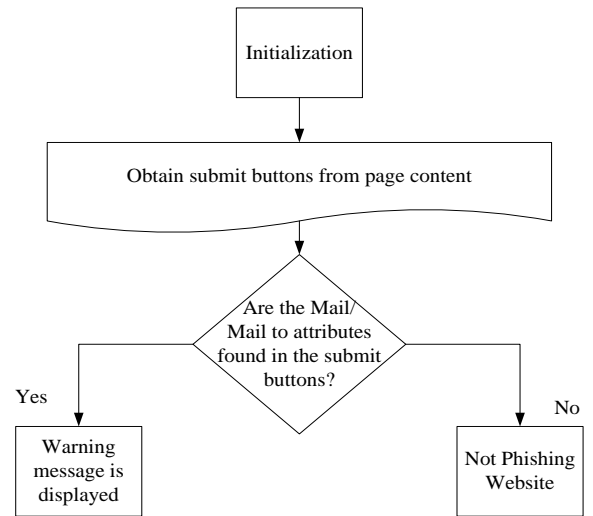 Initialization
Obtain submit buttons from page content
Are the Mail/
Mail to attributes
found in the submit
buttons?
Yes
No
Warning
message is
displayed
Not Phishing
Website